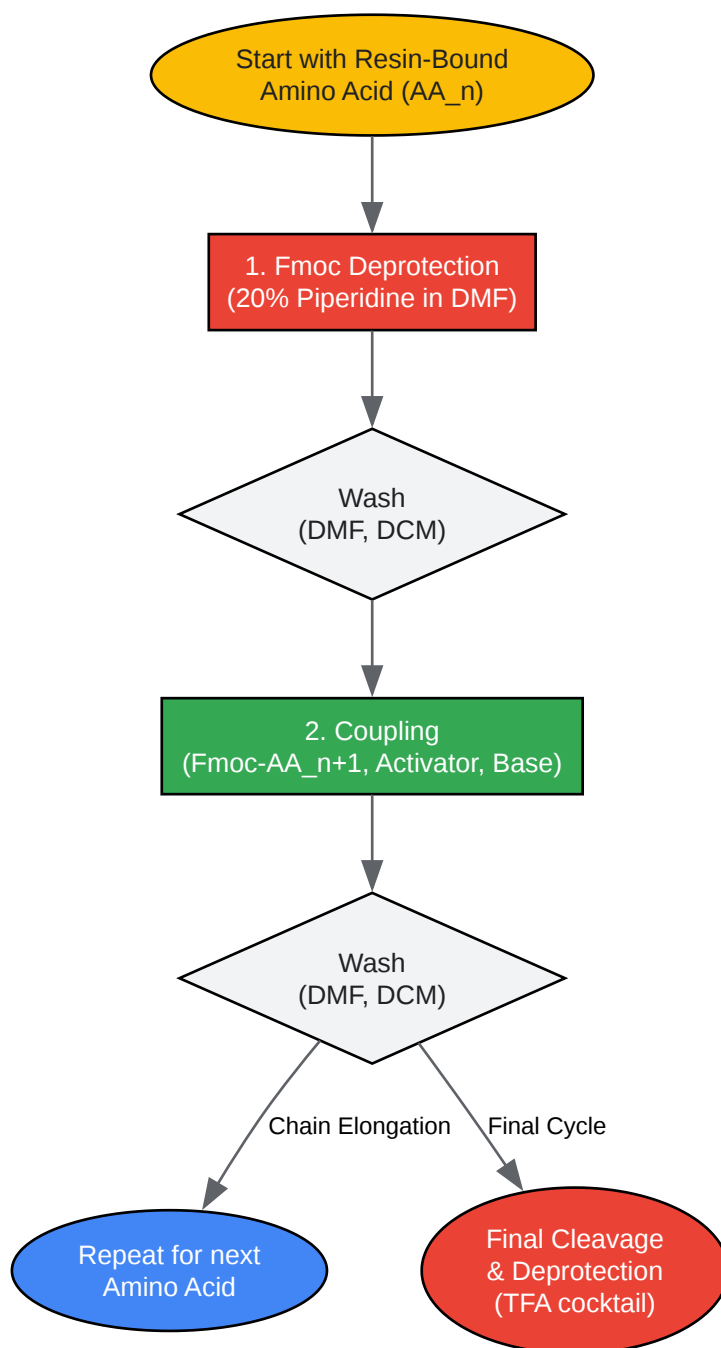 Start with Resin-Bound
Amino Acid (AA_n)
1. Fmoc Deprotection
(20% Piperidine in DMF)
Wash
(DMF, DCM)
2. Coupling
(Fmoc-AA_n+1, Activator, Base)
Wash
(DMF, DCM)
Chain Elongation
Final Cycle
Repeat for next
Amino Acid
Final Cleavage
& Deprotection
(TFA cocktail)